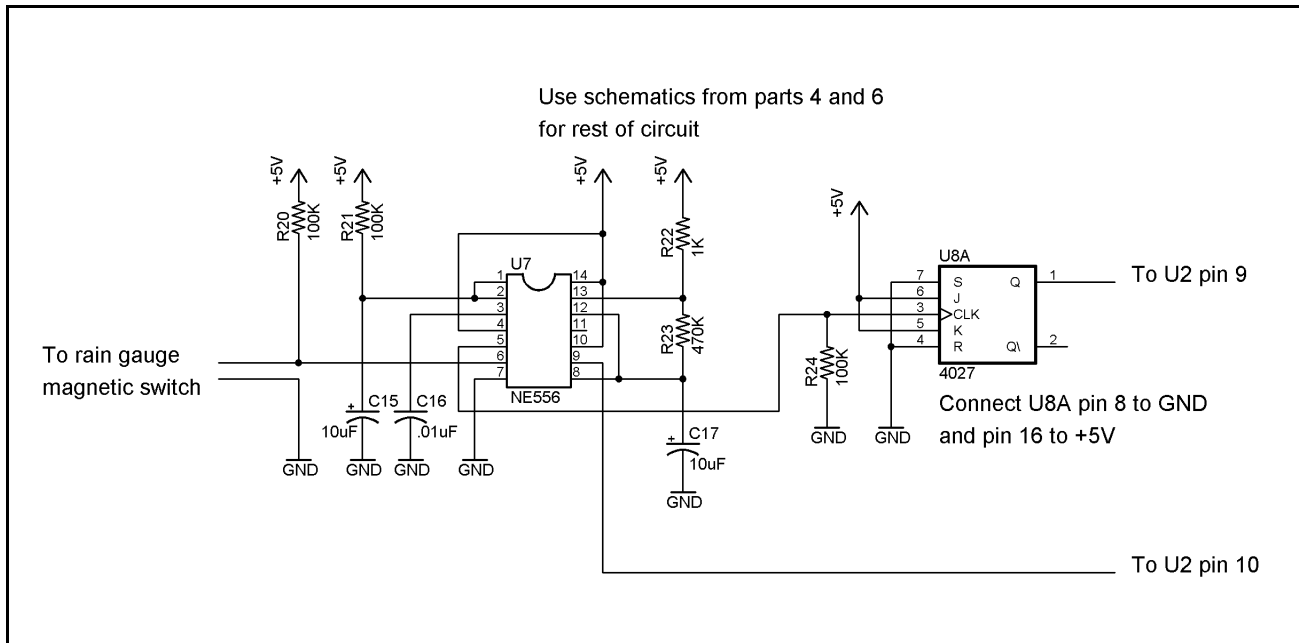 Use schematics from parts 4 and 6
for rest of circuit
+5V
+5V
+5V
+5V
+5V
R20
100K
R21
100K
R22
1K
R23
470K
R24
100K
U7
1
2
3
4
5
6
7
14
13
12
11
10
9
8
NE556
U8A
7
6
3
5
4
S
J
CLK
K
R
Q
Q\
1
2
4027
To U2 pin 9
To rain gauge
magnetic switch
Connect U8A pin 8 to GND
and pin 16 to +5V
+
C15
10uF
C16
.01uF
+
C17
10uF
GND
GND
GND
GND
GND
GND
GND
To U2 pin 10